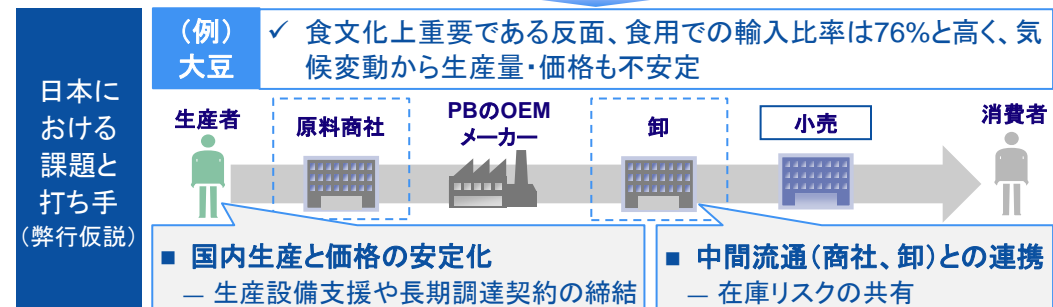 日本に
おける
課題と
打ち手
(弊行仮説)
(例)
大豆
✓ 食文化上重要である反面、食用での輸入比率は76%と高く、気
候変動から生産量・価格も不安定
生産者
原料商社
PBのOEM
メーカー
卸
小売
消費者
■ 国内生産と価格の安定化
― 生産設備支援や長期調達契約の締結
■ 中間流通(商社、卸)との連携
― 在庫リスクの共有